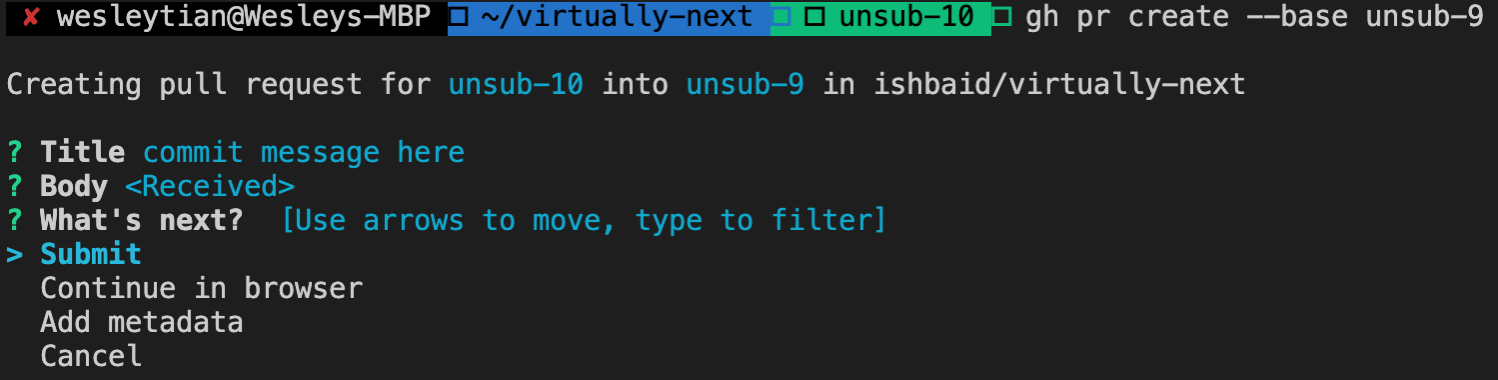 ✘ wesleytian@Wesleys-MBP ~/virtually-next unsub-10 gh pr create --base unsub-9
Creating pull request for unsub-10 into unsub-9 in ishbaid/virtually-next
? Title commit message here
? Body <Received>
? What's next? [Use arrows to move, type to filter]
> Submit
Continue in browser
Add metadata
Cancel